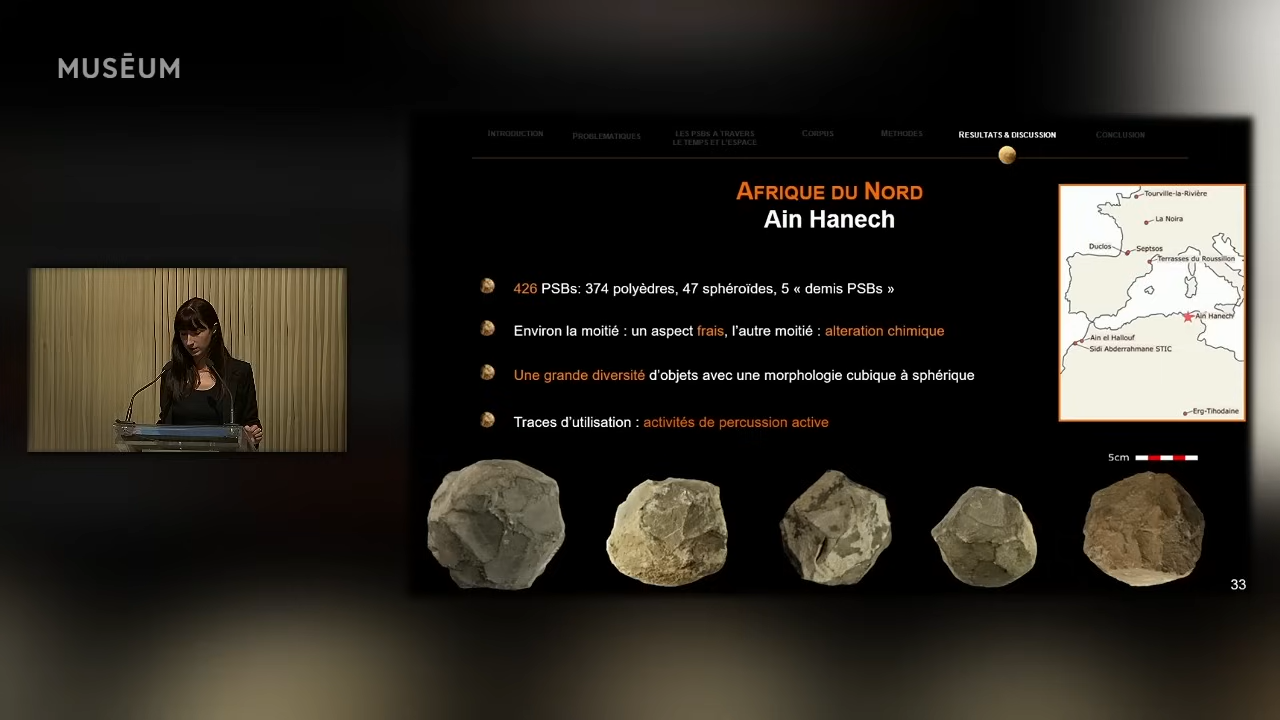 MUSĒUM
INTRODUCTION
PROBLEMATIQUES
LES PSBS A TRAVERS
LE TEMPS ET L'ESPACE
CORPUS
METHODES
RESULTATS & DISCUSSION
CONCLUSION
AFRIQUE DU NORD
Ain Hanech
426 PSBs: 374 polyèdres, 47 sphéroïdes, 5 « demis PSBs »
Environ la moitié : un aspect frais, l'autre moitié : alteration chimique
Une grande diversité d'objets avec une morphologie cubique à sphérique
Traces d'utilisation : activités de percussion active
Tourville-la-Rivière
La Noira
Duclos
Septsos
Terrasses du Roussillon
Ain Hanech
Ain el Hallouf
Sidi Abderrahmane STIC
Erg-Tihodaine
5cm
33